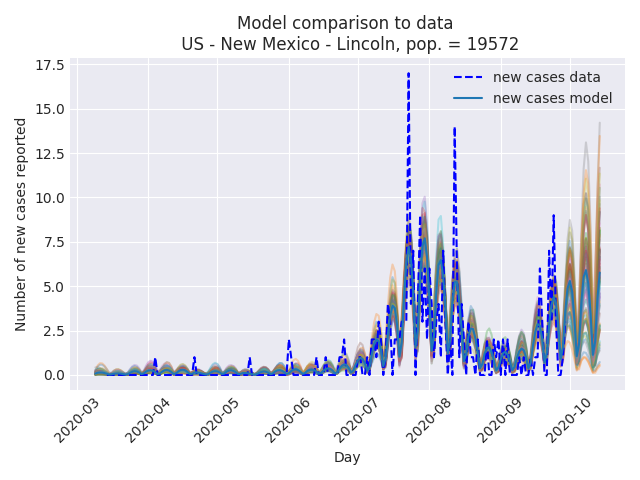 Model comparison to data
US - New Mexico - Lincoln, pop. = 19572
17.5
15.0
12.5
10.0
7.5
5.0
2.5
0.0
Number of new cases reported
new cases data
new cases model
2020-03
2020-04
2020-05
2020-06
2020-07
2020-08
2020-09
2020-10
Day